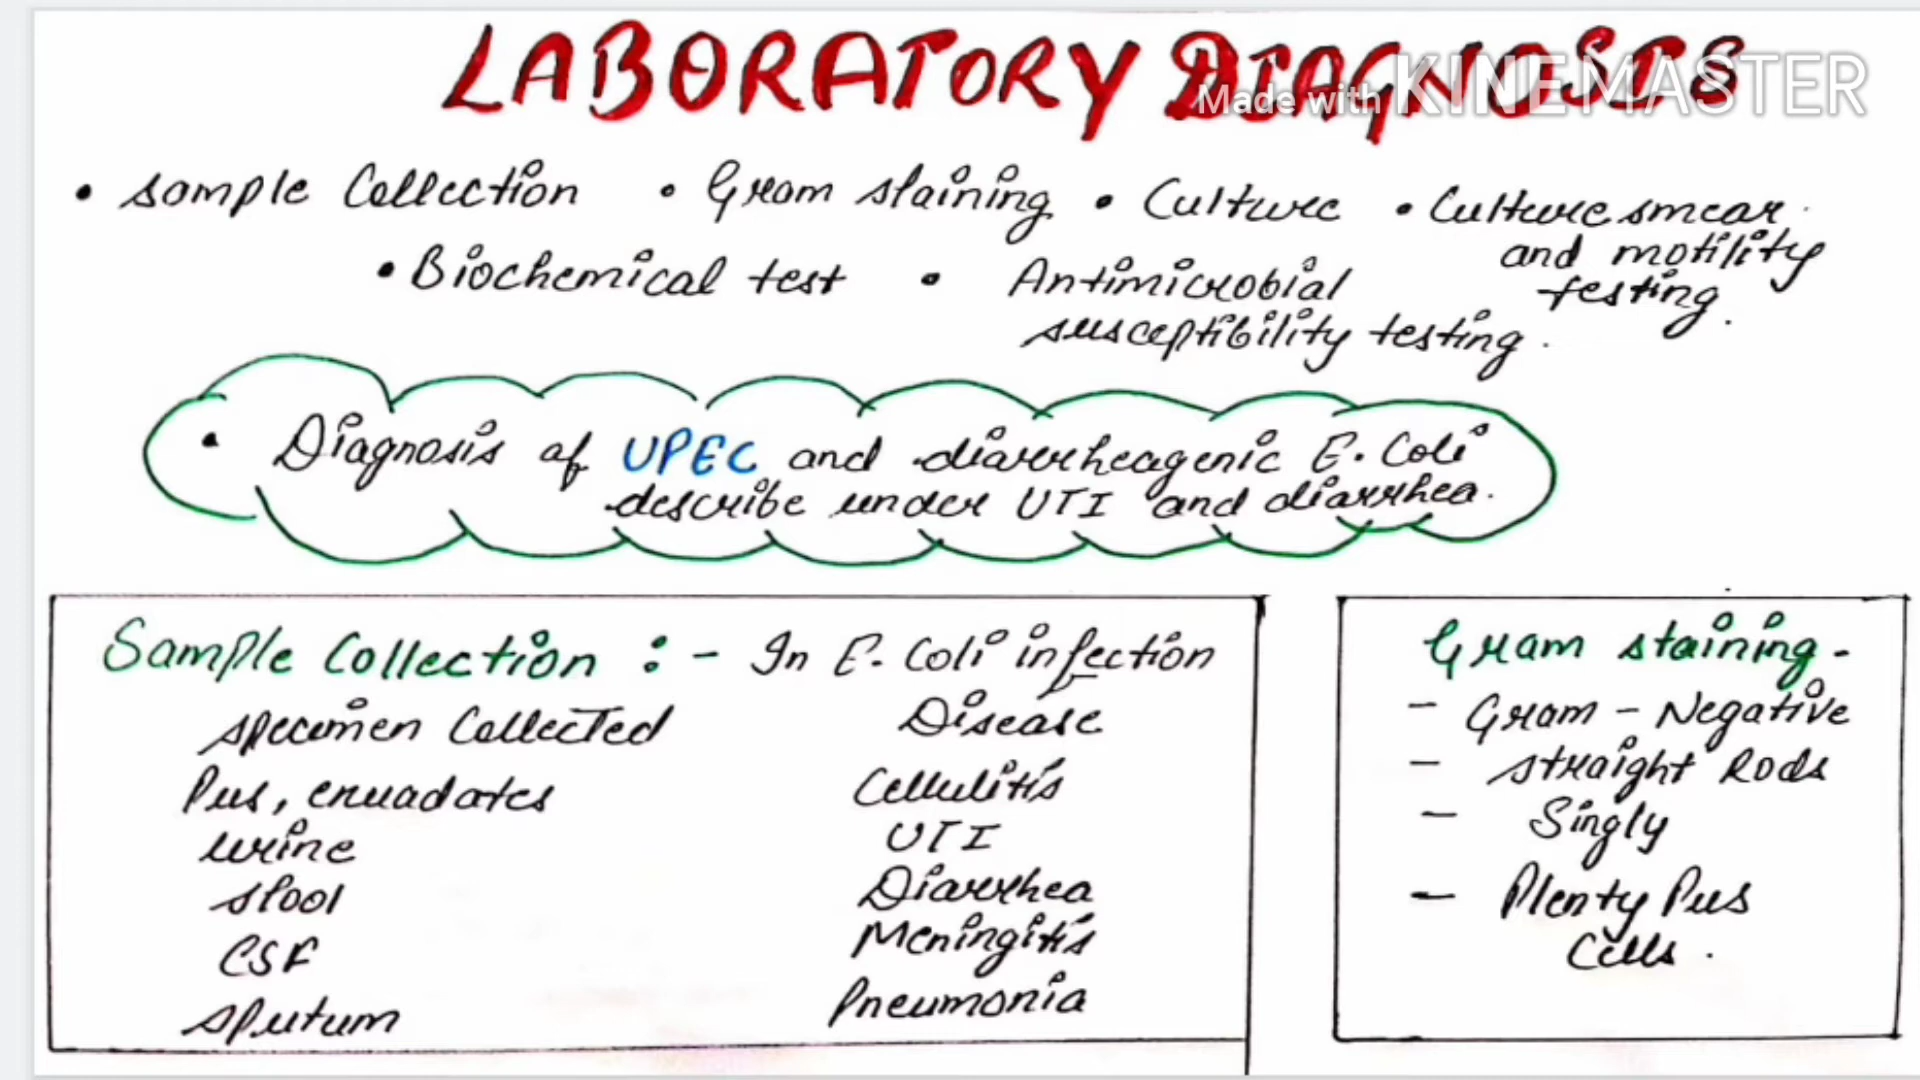 LABORATORY DIAGNOSIS
Made with KINEMASTER
• Sample Collection • Gram staining • Culture • Culture smear and motility testing.
• Biochemical test • Antimicrobial susceptibility testing.
• Diagnosis of UPEC and diarrheagenic E. Coli
describe under UTI and diarrhea.
Sample Collection :- In E. Coli infection
specimen Collected Disease
Pus, exuadates Cellulitis
urine UTI
stool Diarrhea
CSF Meningitis
sputum Pneumonia
Gram staining -
- Gram - Negative
- straight Rods
- Singly
- Plenty Pus
Cells.